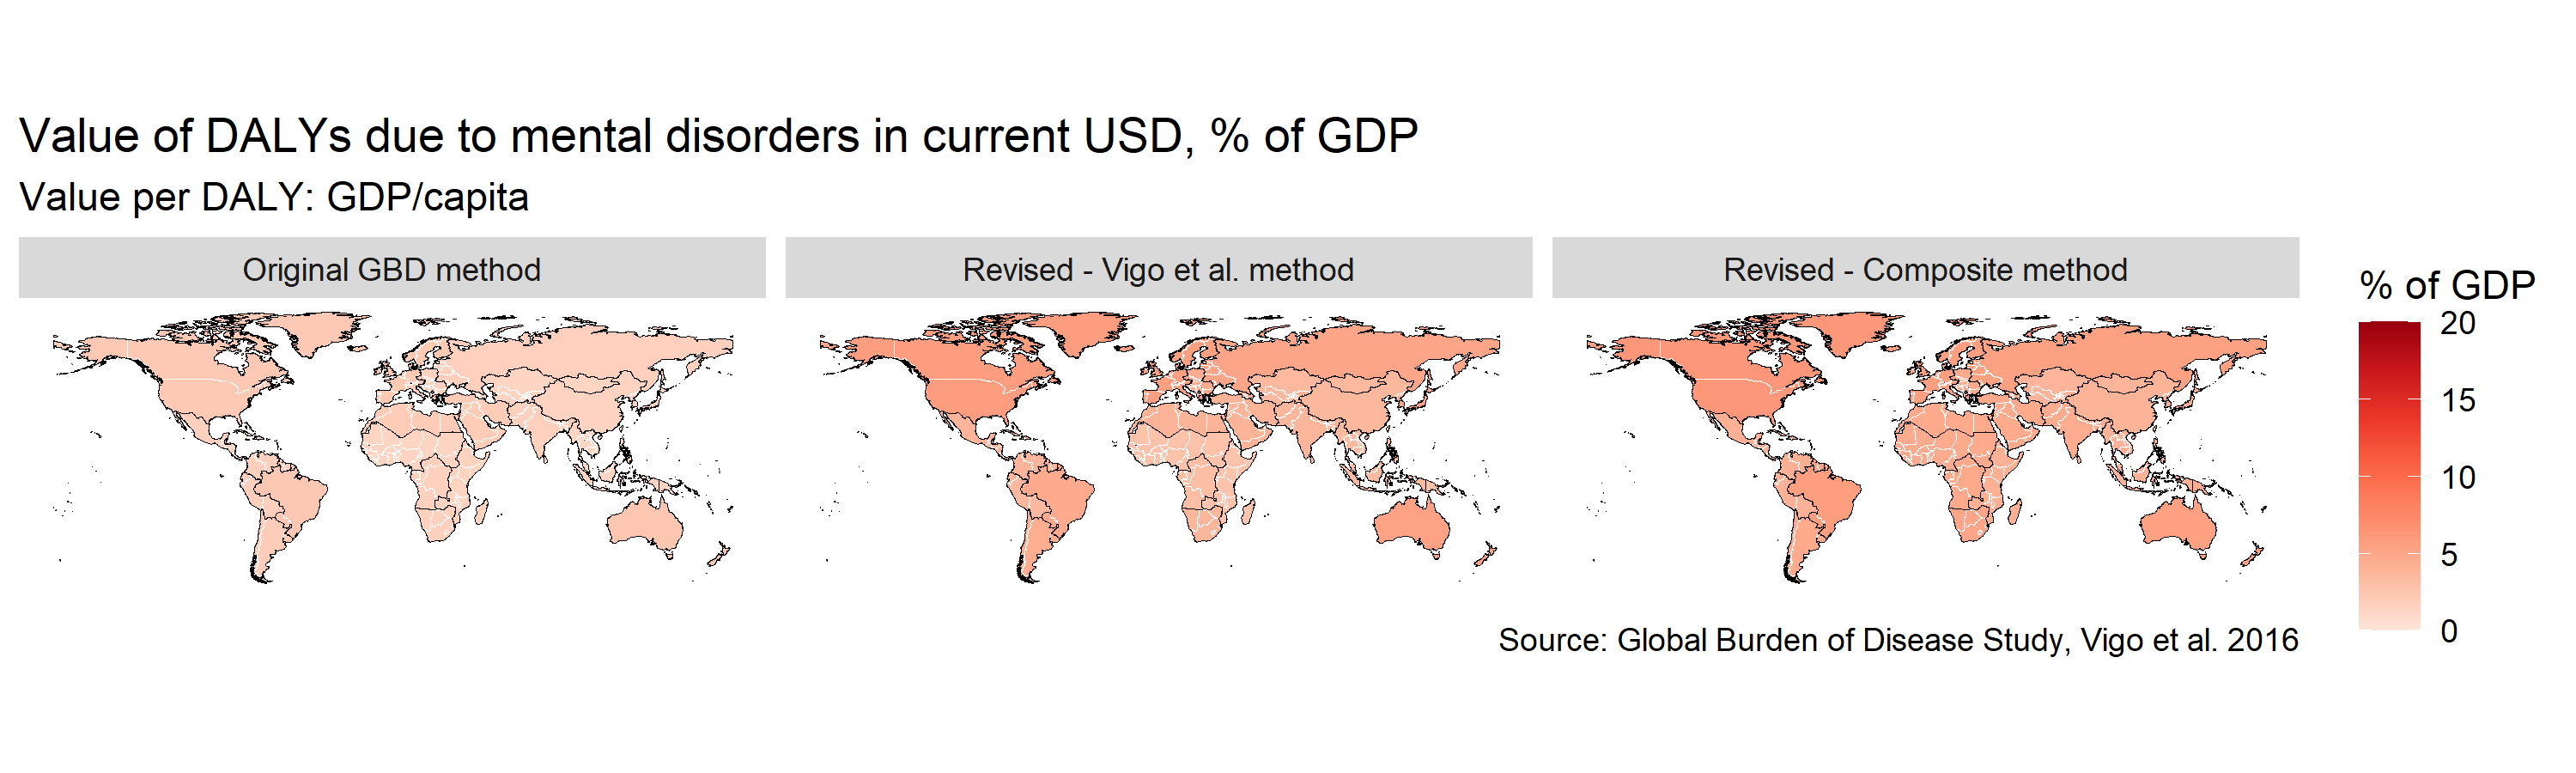 Value of DALYs due to mental disorders in current USD, % of GDP
Value per DALY: GDP/capita
Original GBD method
Revised - Vigo et al. method
Revised - Composite method
% of GDP
20
15
10
5
0
Source: Global Burden of Disease Study, Vigo et al. 2016